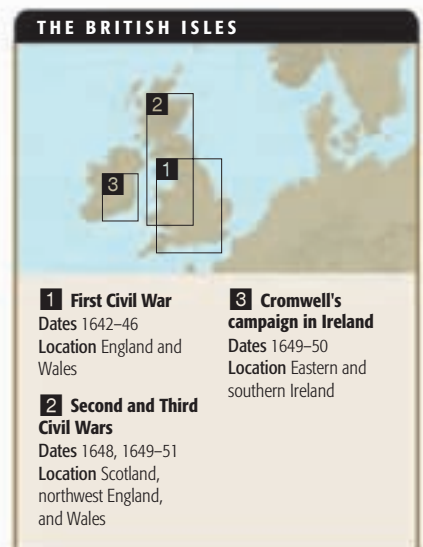 THE BRITISH ISLES
2
1
3
1 First Civil War
Dates 1642–46
Location England and
Wales
2 Second and Third
Civil Wars
Dates 1648, 1649–51
Location Scotland,
northwest England,
and Wales
3 Cromwell's
campaign in Ireland
Dates 1649–50
Location Eastern and
southern Ireland